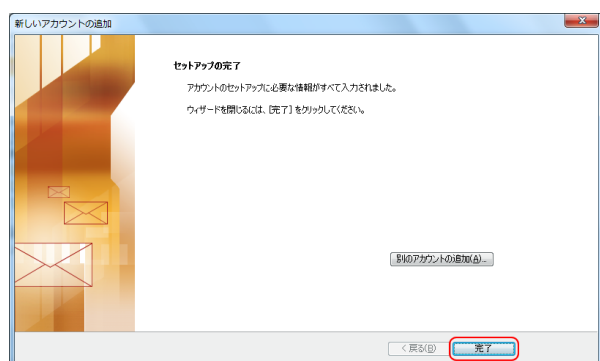 新しいアカウントの追加
セットアップの完了
アカウントのセットアップに必要な情報がすべて入力されました。
ウィザードを閉じるには、[完了] をクリックしてください。
別のアカウントの追加(A)...
< 戻る(B)
完了